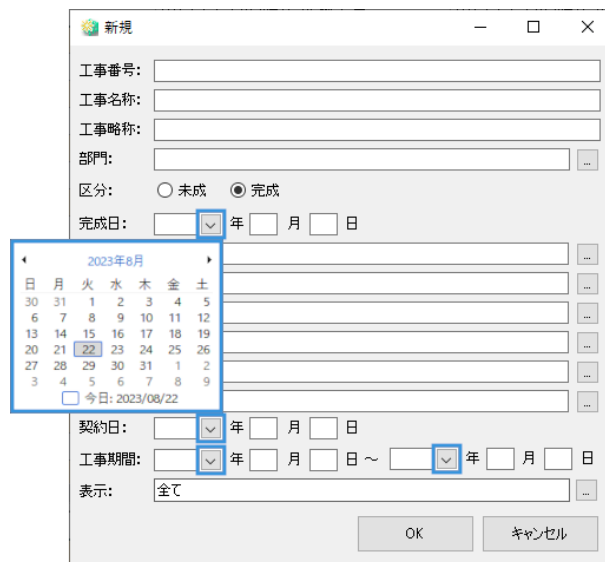 新規
工事番号:
工事名称:
工事略称:
部門: ...
区分: 未成 完成
完成日: 年 月 日
2023年8月
日 月 火 水 木 金 土
30 31 1 2 3 4 5
6 7 8 9 10 11 12
13 14 15 16 17 18 19
20 21 22 23 24 25 26
27 28 29 30 31 1 2
3 4 5 6 7 8 9
今日: 2023/08/22
...
...
...
...
...
...
契約日: 年 月 日
工事期間: 年 月 日 ~ 年 月 日
表示: 全て ...
OK キャンセル